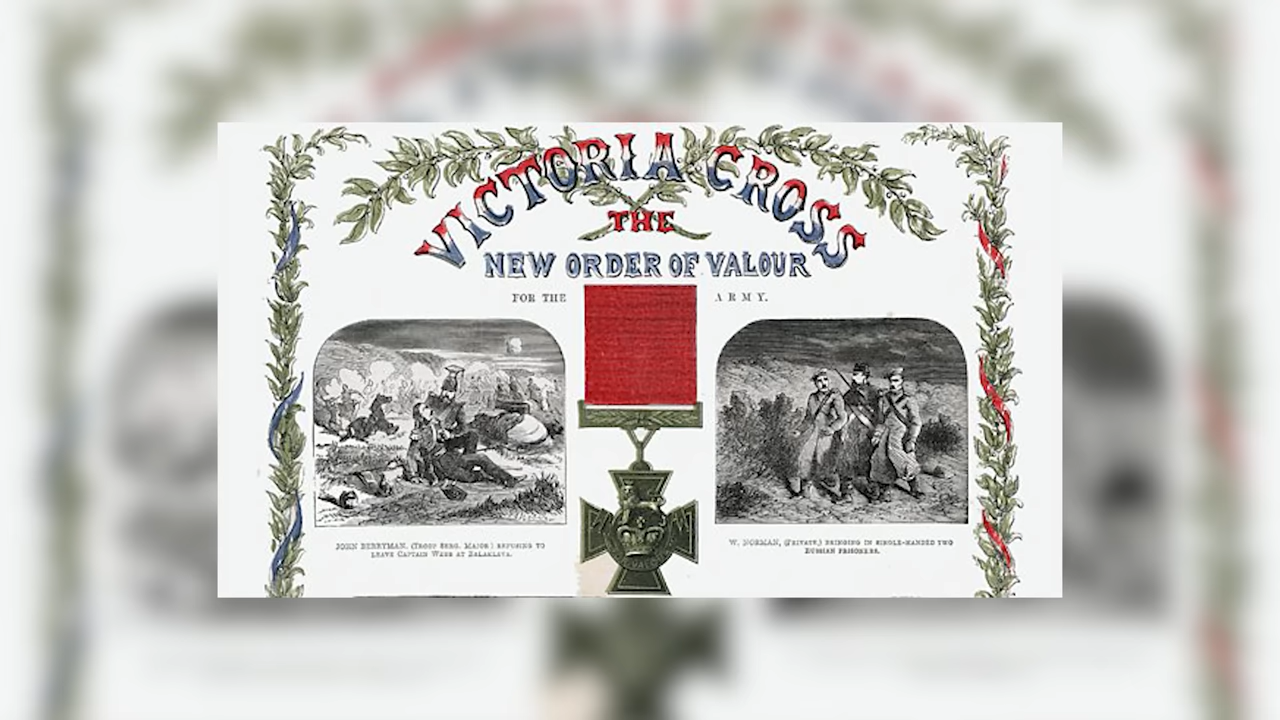 VICTORIA CROSS
THE
NEW ORDER OF VALOUR
FOR THE ARMY.
JOHN BERRYMAN, (TROOP SERG. MAJOR) REFUSING TO
LEAVE CAPTAIN WEBB AT BALAKLAVA.
W. NORMAN, (PRIVATE,) BRINGING IN SINGLE-HANDED TWO
RUSSIAN PRISONERS.